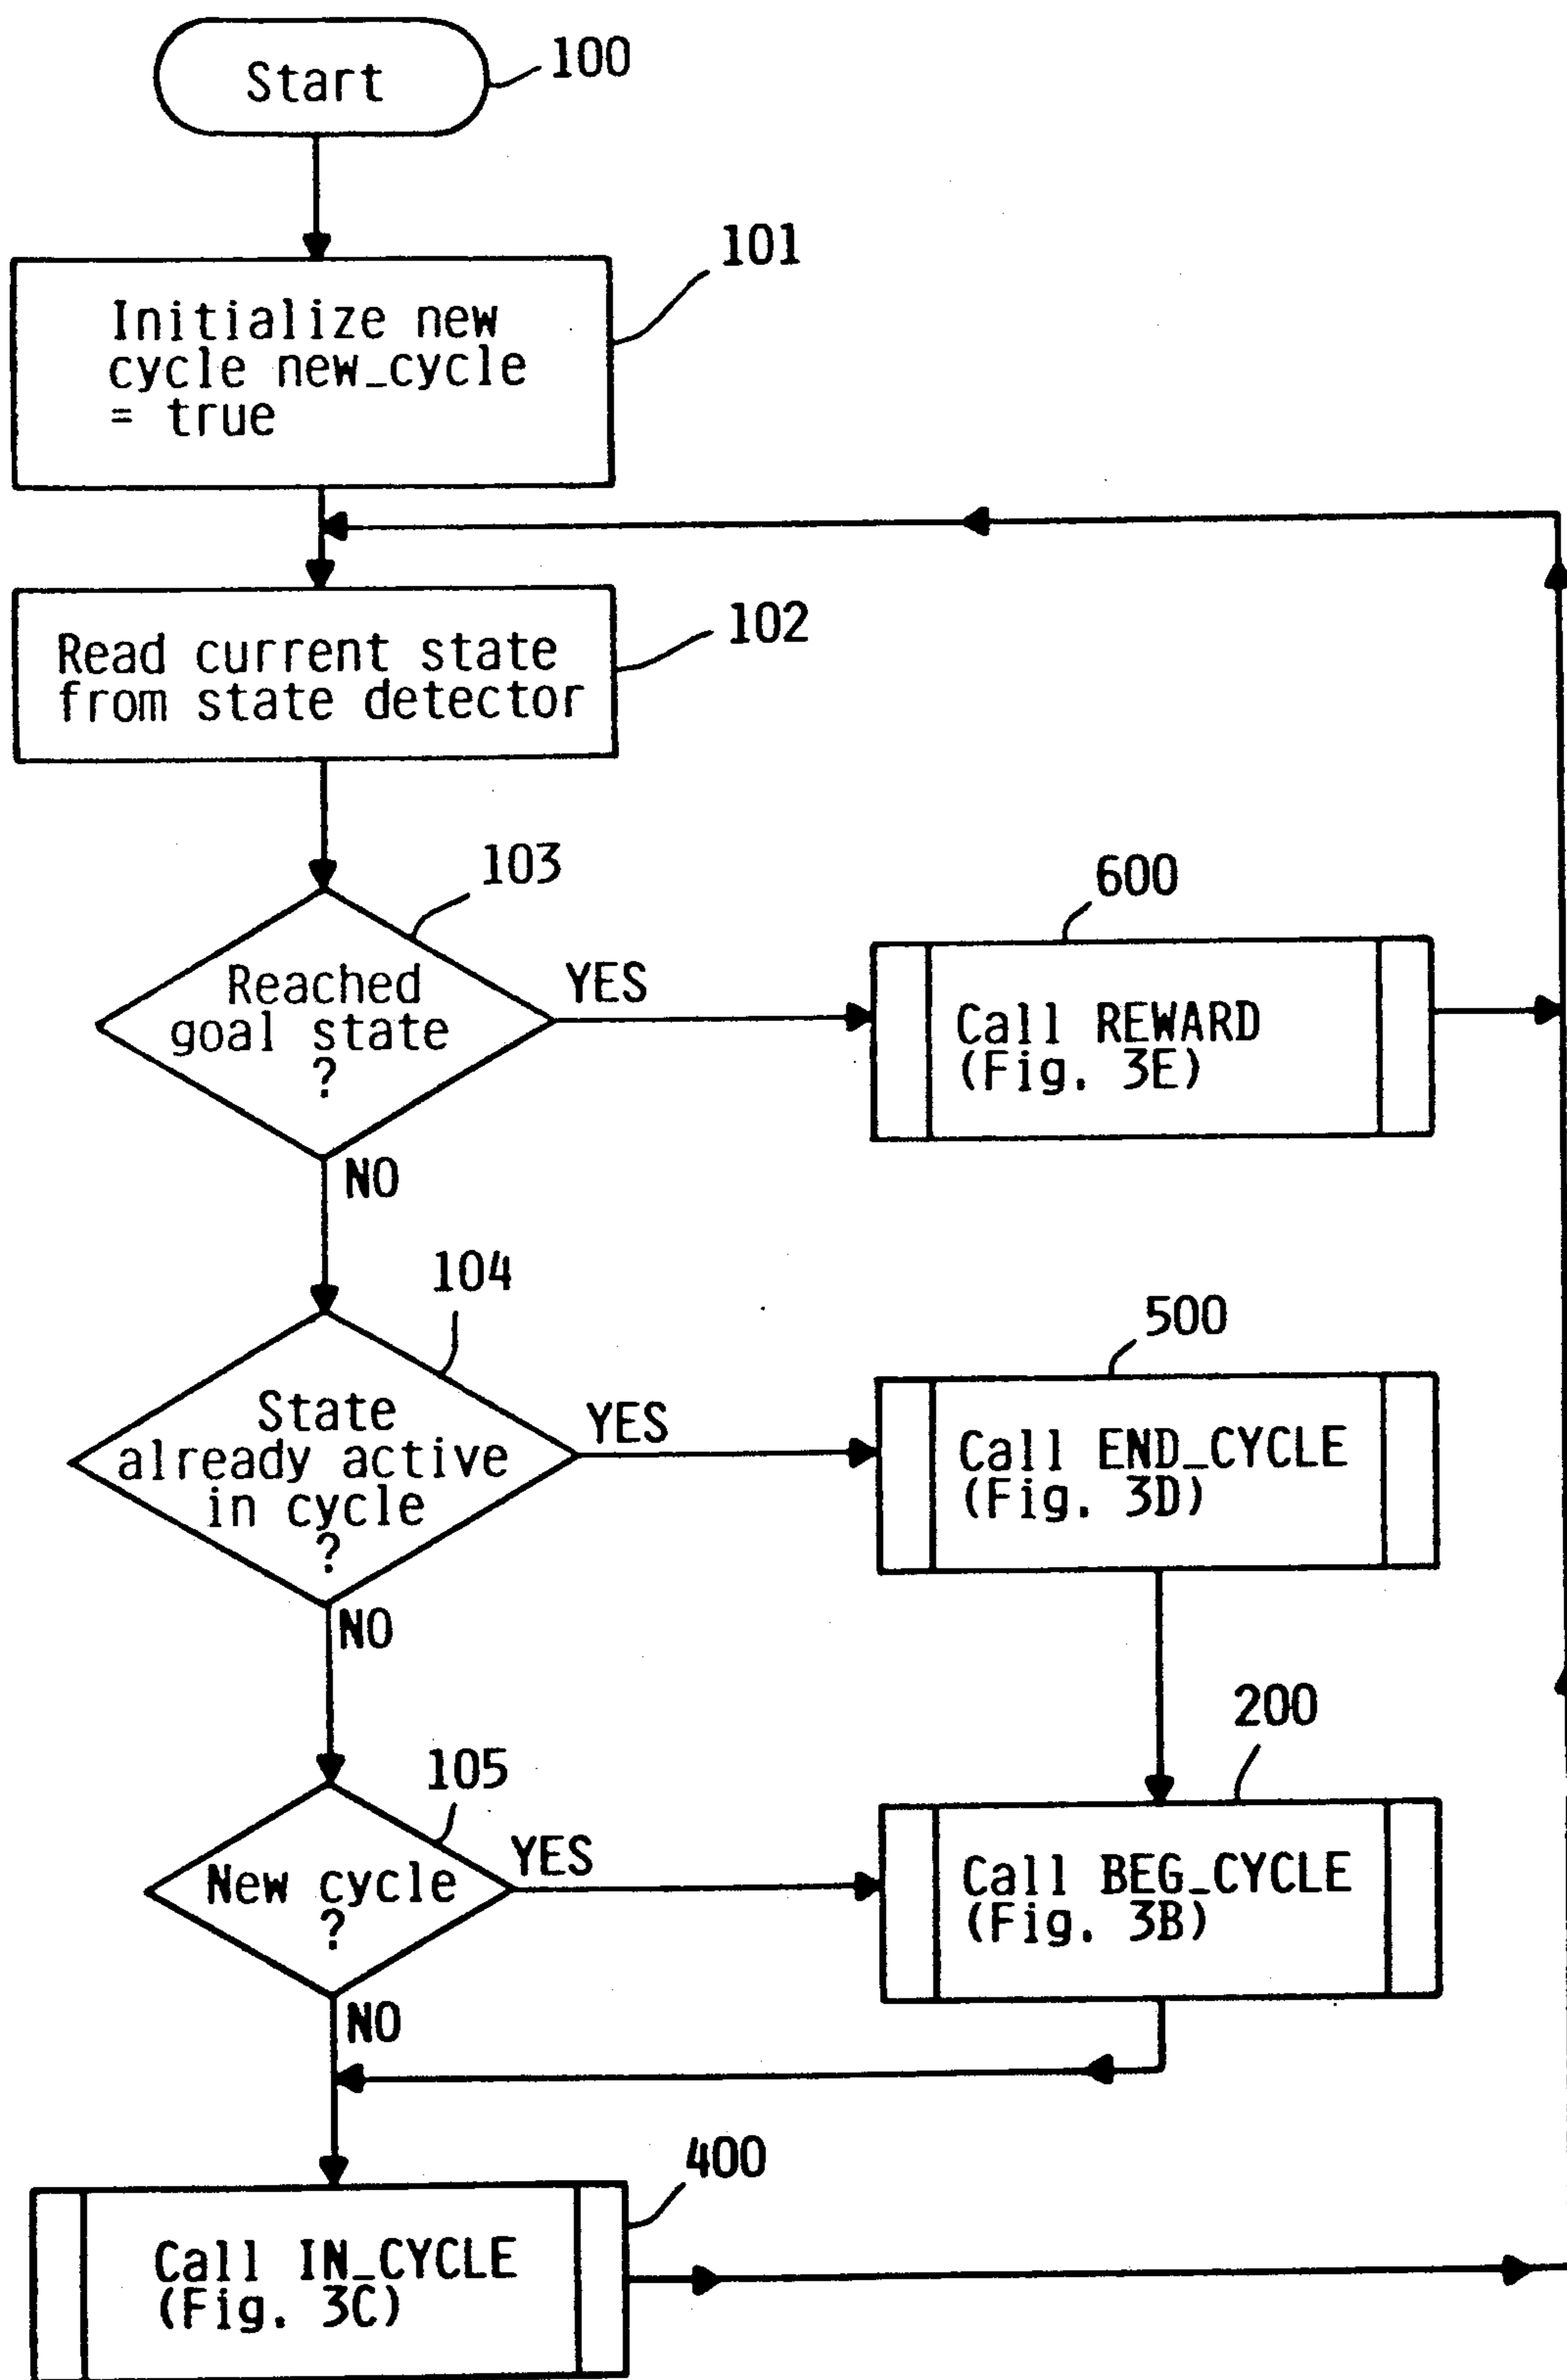 Start
100
101
Initialize new
cycle new_cycle
= true
102
Read current state
from state detector
103
Reached
goal state
?
YES
NO
600
Call REWARD
(Fig. 3E)
104
State
already active
in cycle
?
YES
NO
500
Call END_CYCLE
(Fig. 3D)
105
New cycle
?
YES
NO
200
Call BEG_CYCLE
(Fig. 3B)
400
Call IN_CYCLE
(Fig. 3C)